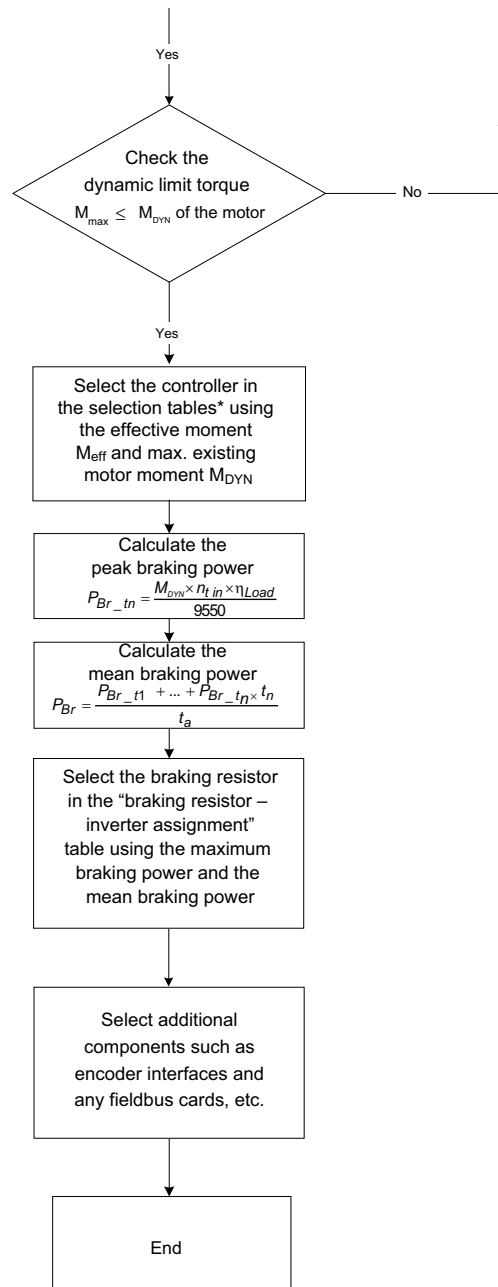 Yes
Check the
dynamic limit torque
M_max ≤ M_DYN of the motor
No
Yes
Select the controller in
the selection tables* using
the effective moment
M_eff and max. existing
motor moment M_DYN
Calculate the
peak braking power
P_Br_tn = M_DYN × n_t in × η_Load / 9550
Calculate the
mean braking power
P_Br = P_Br_t1 + ... + P_Br_tn × t_n / t_a
Select the braking resistor
in the “braking resistor –
inverter assignment”
table using the maximum
braking power and the
mean braking power
Select additional
components such as
encoder interfaces and
any fieldbus cards, etc.
End